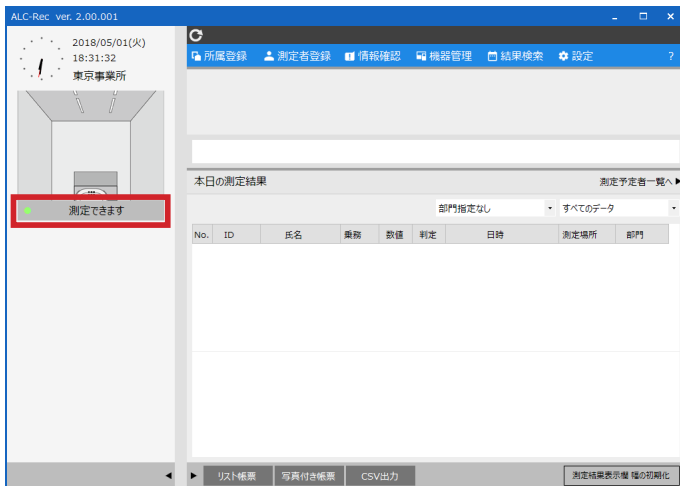 ALC-Rec ver. 2.00.001
2018/05/01(火)
18:31:32
東京事業所
測定できます
所属登録 測定者登録 情報確認 機器管理 結果検索 設定 ?
本日の測定結果 測定予定者一覧へ▶
部門指定なし すべてのデータ
No. ID 氏名 乗務 数値 判定 日時 測定場所 部門
リスト帳票 写真付き帳票 CSV出力 測定結果表示欄 幅の初期化